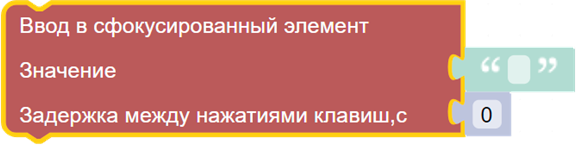 Ввод в сфокусированный элемент
Значение “ ”
Задержка между нажатиями клавиш,с 0